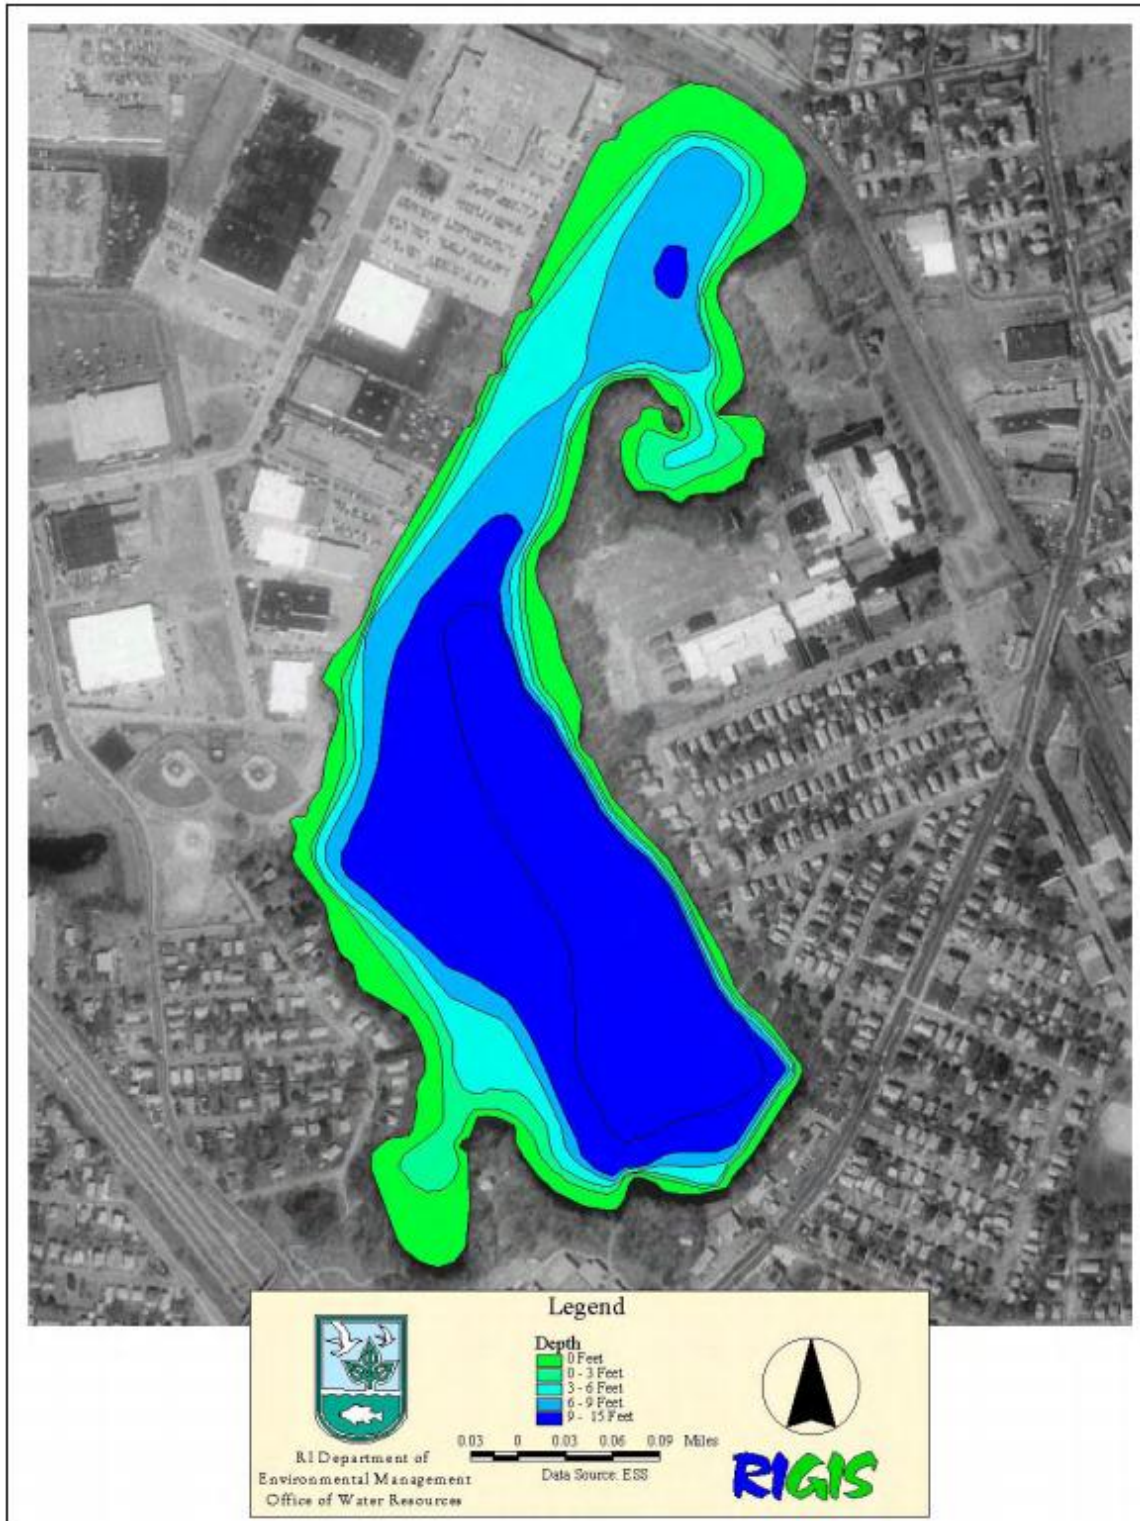 Legend
Depth
0 Feet
0 - 3 Feet
3 - 6 Feet
6 - 9 Feet
9 - 15 Feet
0.03 0 0.03 0.06 0.09 Miles
Data Source: ESS
RI Department of
Environmental Management
Office of Water Resources
RIGIS